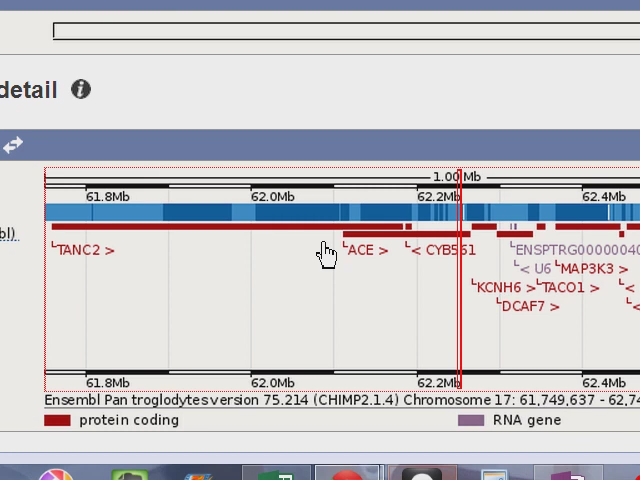 detail
1.00 Mb
61.8Mb 62.0Mb 62.2Mb 62.4Mb
bl)
TANC2 > ACE > < CYB561 ENSPTRG0000004
< U6 MAP3K3 >
KCNH6 > TACO1 > <
DCAF7 > <
61.8Mb 62.0Mb 62.2Mb 62.4Mb
Ensembl Pan troglodytes version 75.214 (CHIMP2.1.4) Chromosome 17: 61,749,637 - 62,74
protein coding RNA gene